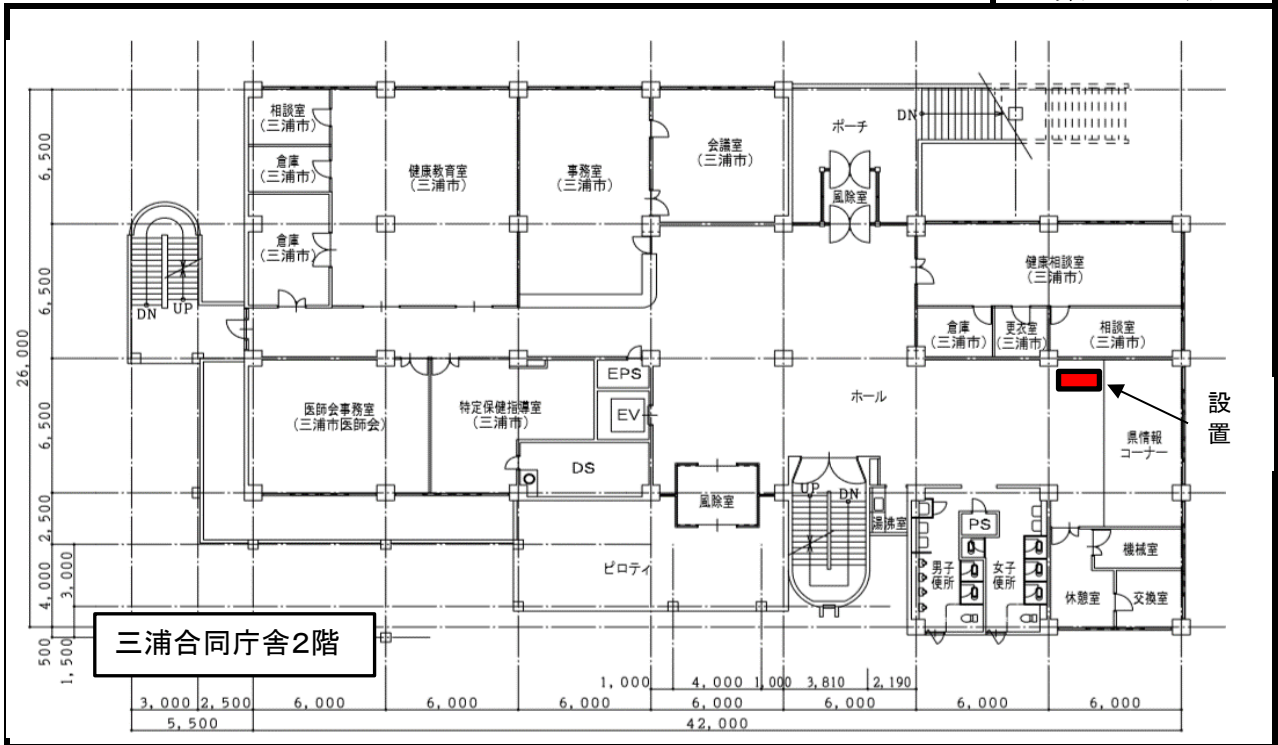 相談室
(三浦市)
倉庫
(三浦市)
倉庫
(三浦市)
健康教育室
(三浦市)
事務室
(三浦市)
会議室
(三浦市)
ポーチ
DN
風除室
健康相談室
(三浦市)
倉庫
(三浦市)
更衣室
(三浦市)
相談室
(三浦市)
DN
UP
医師会事務室
(三浦市医師会)
特定保健指導室
(三浦市)
EPS
EV
DS
ホール
設置
県情報
コーナー
風除室
UP
DN
湯沸室
PS
男子
便所
女子
便所
機械室
休憩室
交換室
ピロティ
三浦合同庁舎2階
6,500
6,500
6,500
2,500
4,000
3,000
500
1,500
26,000
1,000
4,000
1,000
3,810
2,190
3,000
2,500
6,000
6,000
6,000
6,000
6,000
6,000
6,000
5,500
42,000